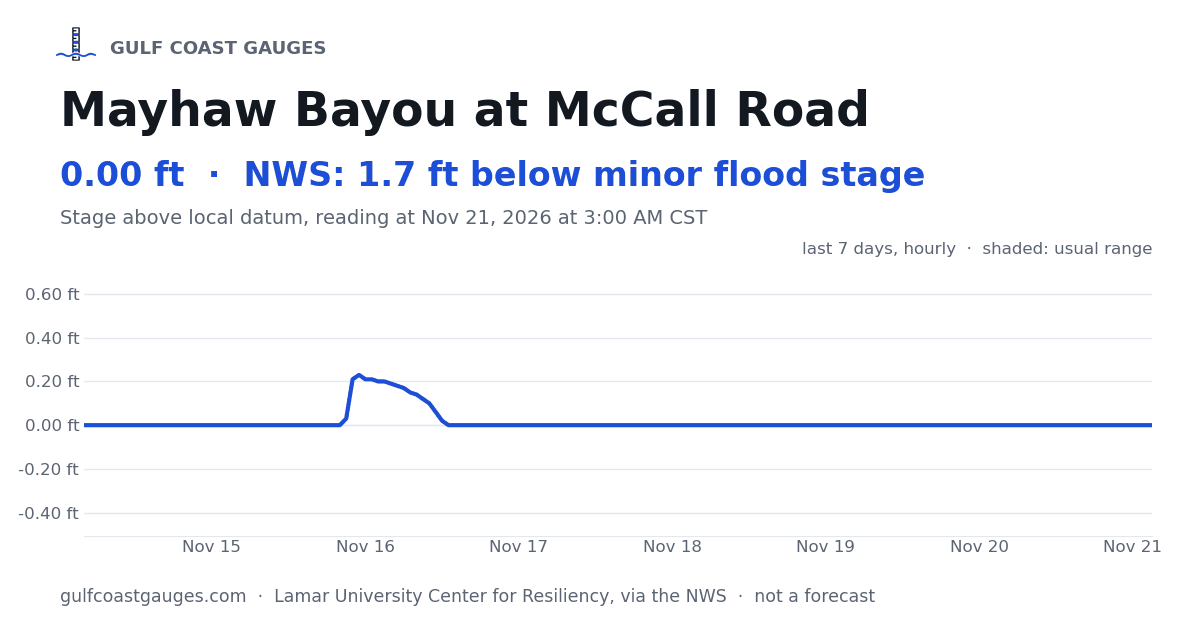 GULF COAST GAUGES
Mayhaw Bayou at McCall Road
0.00 ft · NWS: 1.7 ft below minor flood stage
Stage above local datum, reading at Nov 21, 2026 at 3:00 AM CST
last 7 days, hourly · shaded: usual range
0.60 ft
0.40 ft
0.20 ft
0.00 ft
-0.20 ft
-0.40 ft
Nov 15 Nov 16 Nov 17 Nov 18 Nov 19 Nov 20 Nov 21
gulfcoastgauges.com · Lamar University Center for Resiliency, via the NWS · not a forecast